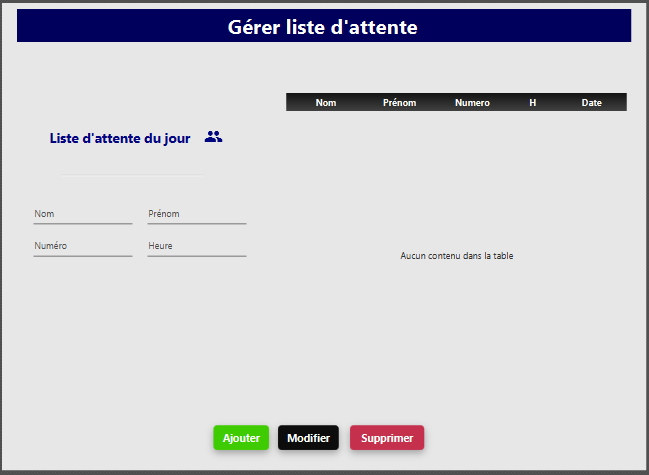 Gérer liste d'attente
Nom Prénom Numero H Date
Liste d'attente du jour
Nom Prénom
Numéro Heure
Aucun contenu dans la table
Ajouter Modifier Supprimer